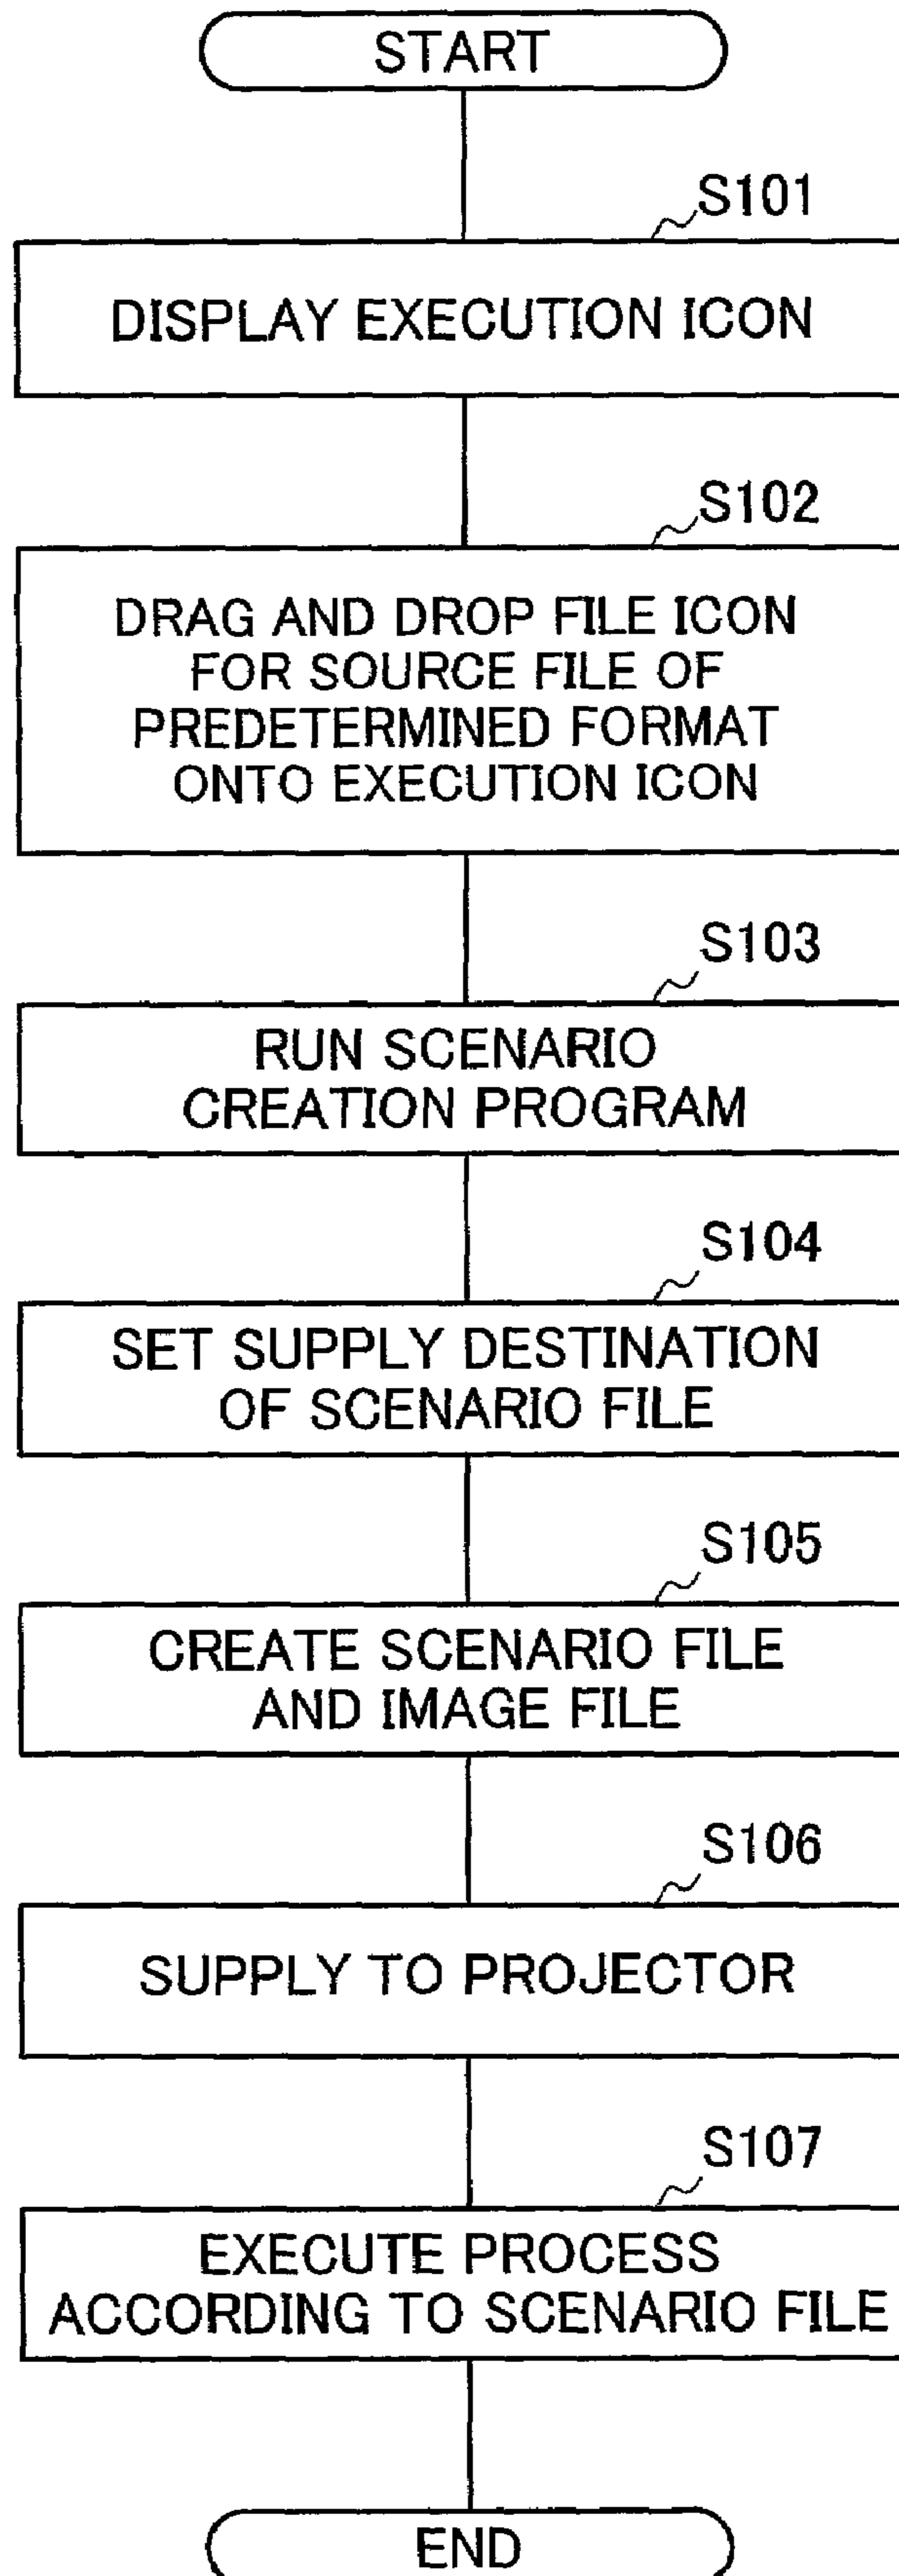 START
S101
DISPLAY EXECUTION ICON
S102
DRAG AND DROP FILE ICON
FOR SOURCE FILE OF
PREDETERMINED FORMAT
ONTO EXECUTION ICON
S103
RUN SCENARIO
CREATION PROGRAM
S104
SET SUPPLY DESTINATION
OF SCENARIO FILE
S105
CREATE SCENARIO FILE
AND IMAGE FILE
S106
SUPPLY TO PROJECTOR
S107
EXECUTE PROCESS
ACCORDING TO SCENARIO FILE
END